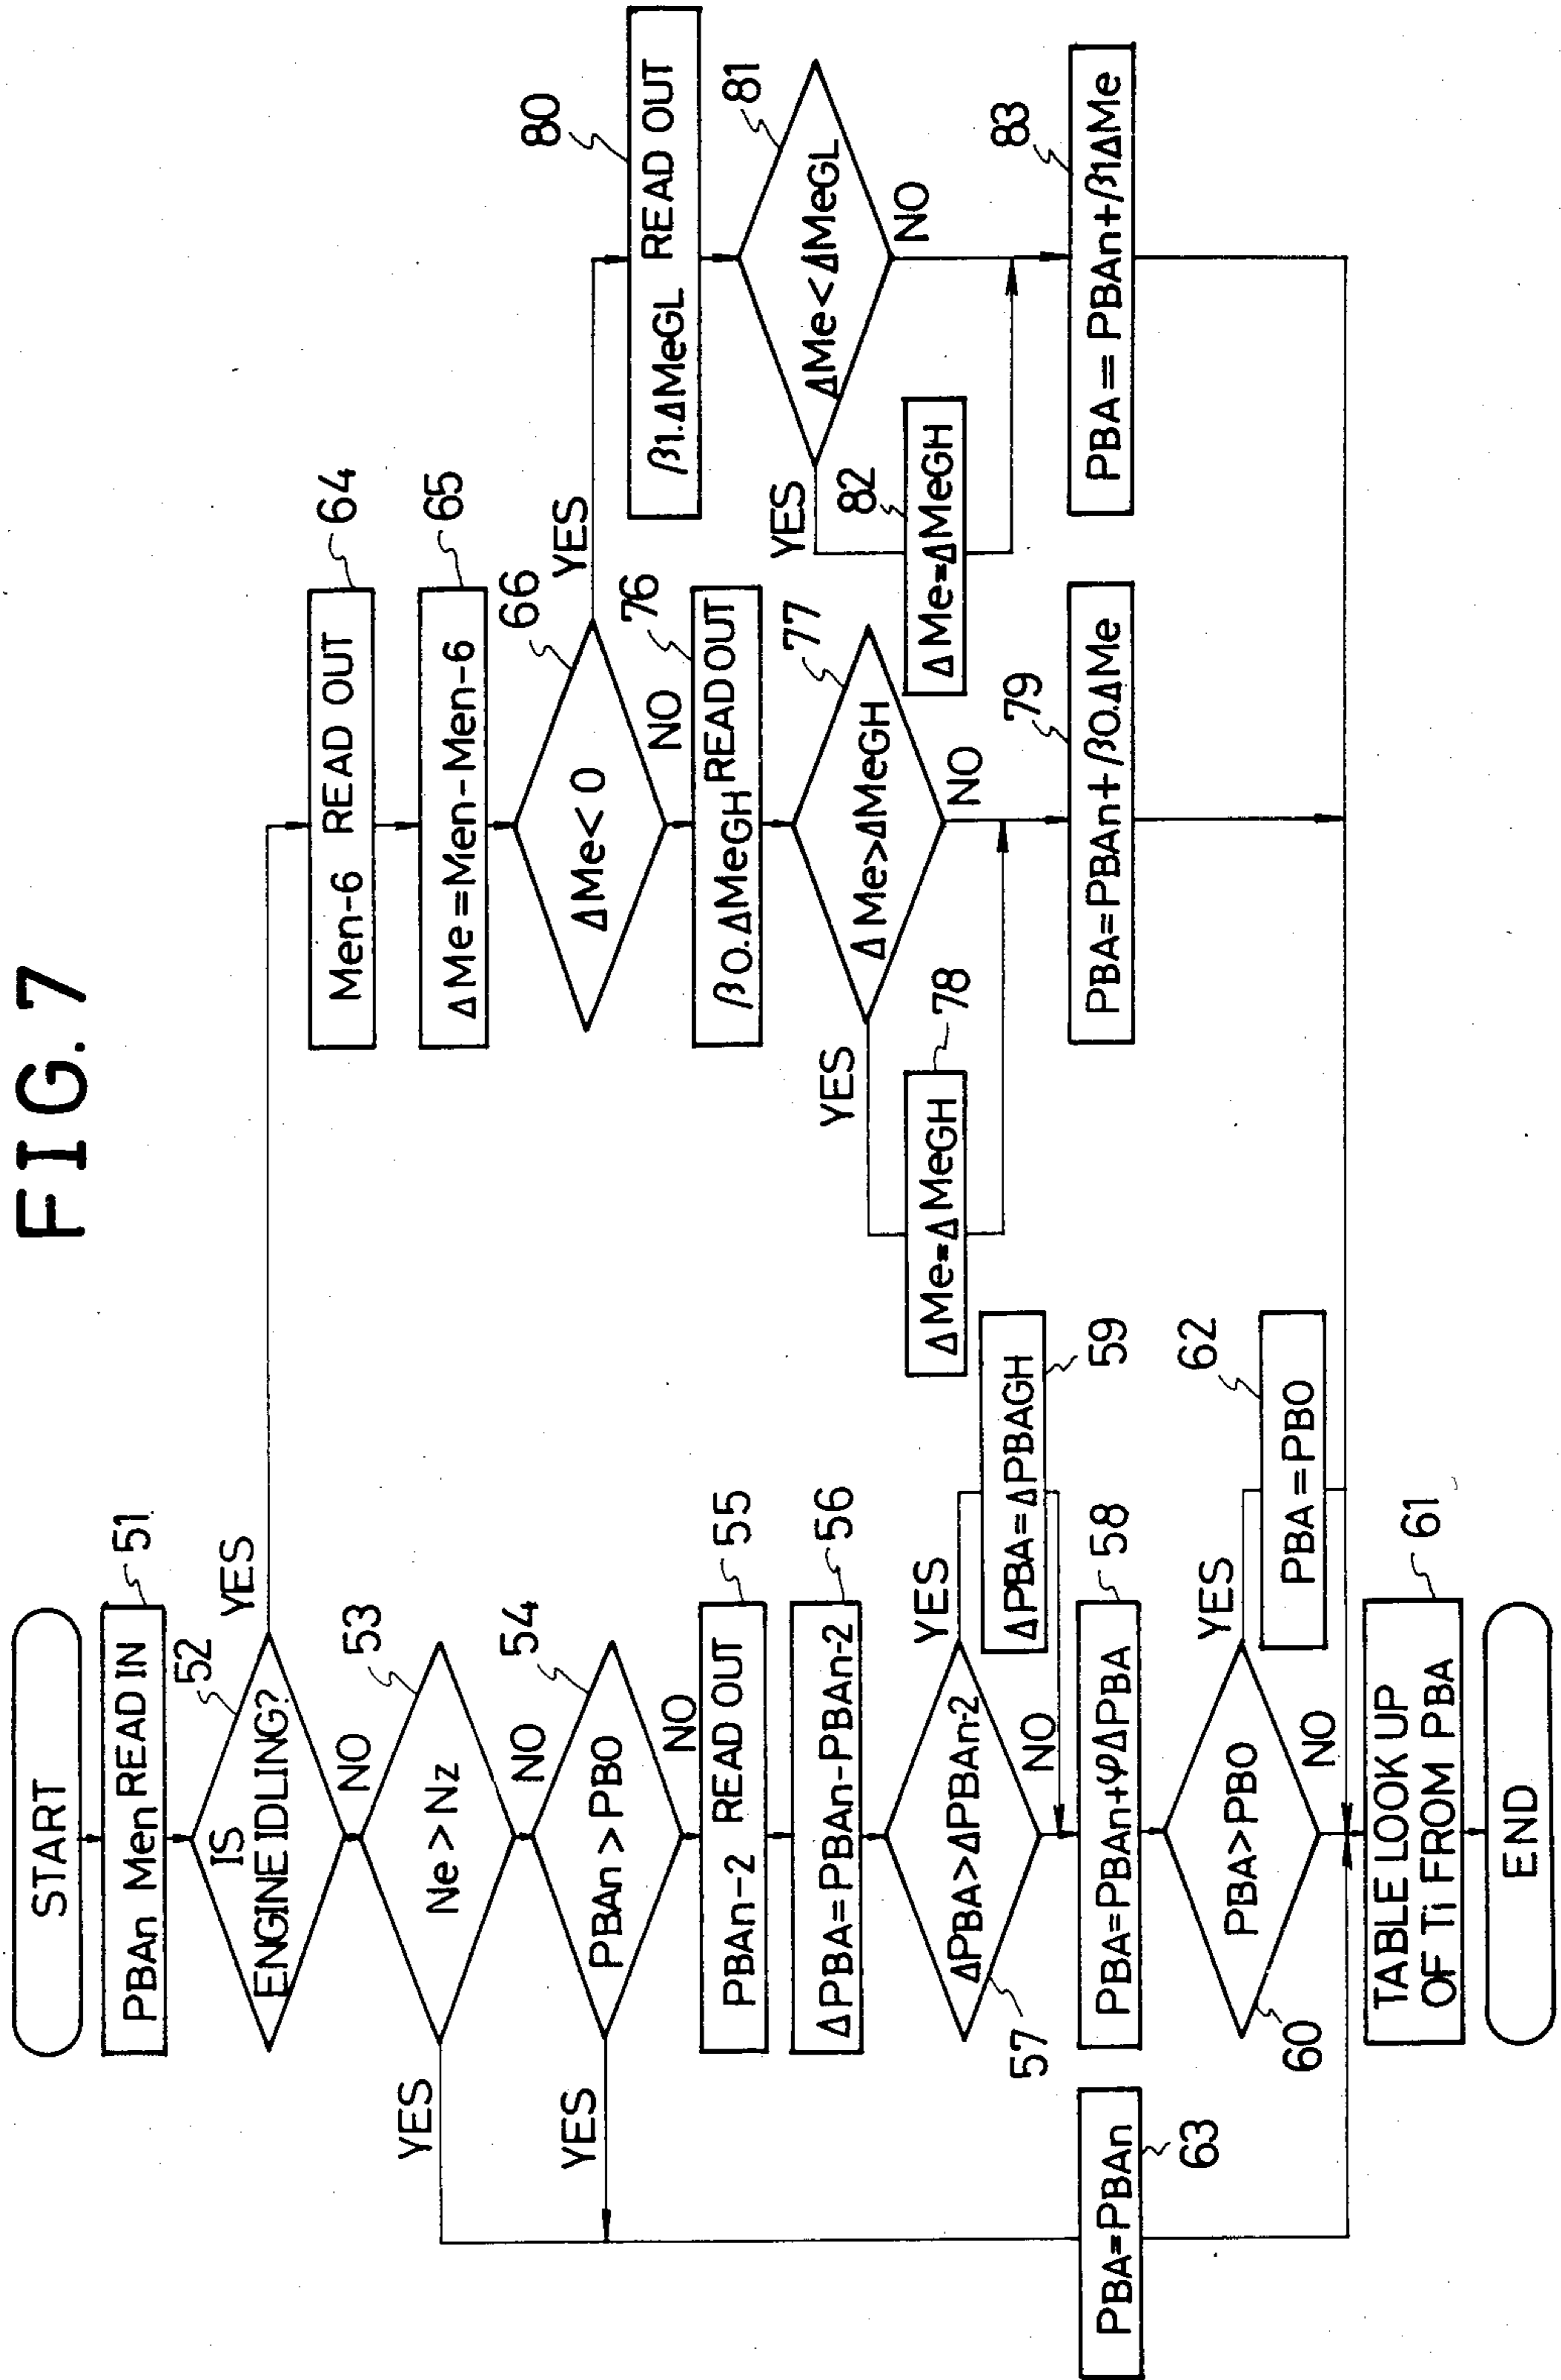 FIG. 7
START
PBAn Men READ IN
51
IS
ENGINE IDLING?
52
YES
NO
Ne > Nz
53
YES
NO
PBAn > PBO
54
YES
NO
PBAn-2 READ OUT
55
ΔPBA=PBAn-PBAn-2
56
ΔPBA>ΔPBAn-2
57
YES
NO
ΔPBA=ΔPBAGH
59
PBA=PBAn+φΔPBA
58
PBA>PBO
60
YES
NO
PBA=PBO
62
PBA=PBAn
63
TABLE LOOK UP
OF Ti FROM PBA
61
END
Men-6 READ OUT
64
ΔMe=Men-Men-6
65
ΔMe<0
66
YES
NO
β0.ΔMeGH READ OUT
76
ΔMe>ΔMeGH
77
YES
NO
ΔMe=ΔMeGH
78
PBA=PBAn+β0.ΔMe
79
β1.ΔMeGL READ OUT
80
ΔMe<ΔMeGL
81
YES
NO
ΔMe=ΔMeGH
82
PBA=PBAn+β1ΔMe
83